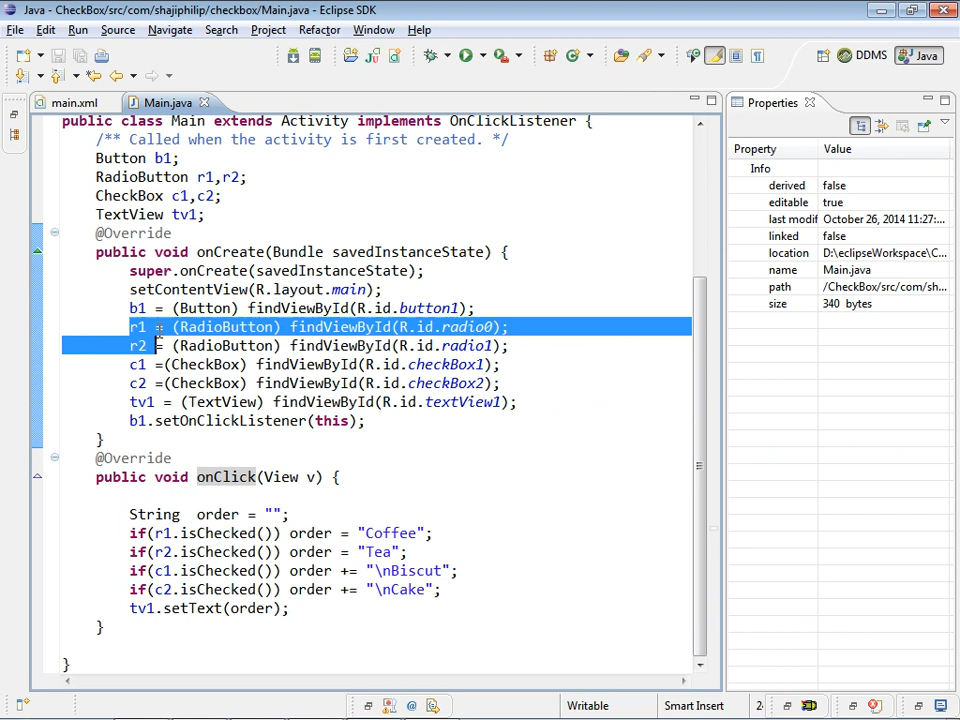 Java - CheckBox/src/com/shajiphilip/checkbox/Main.java - Eclipse SDK
File Edit Run Source Navigate Search Project Refactor Window Help
DDMS Java
main.xml Main.java Properties
public class Main extends Activity implements OnClickListener {
/** Called when the activity is first created. */
Button b1;
RadioButton r1,r2;
CheckBox c1,c2;
TextView tv1;
@Override
public void onCreate(Bundle savedInstanceState) {
super.onCreate(savedInstanceState);
setContentView(R.layout.main);
b1 = (Button) findViewById(R.id.button1);
r1 = (RadioButton) findViewById(R.id.radio0);
r2 = (RadioButton) findViewById(R.id.radio1);
c1 =(CheckBox) findViewById(R.id.checkBox1);
c2 =(CheckBox) findViewById(R.id.checkBox2);
tv1 = (TextView) findViewById(R.id.textView1);
b1.setOnClickListener(this);
}
@Override
public void onClick(View v) {
String order = "";
if(r1.isChecked()) order = "Coffee";
if(r2.isChecked()) order = "Tea";
if(c1.isChecked()) order += "\nBiscut";
if(c2.isChecked()) order += "\nCake";
tv1.setText(order);
}
}
Property Value
Info
derived false
editable true
last modif October 26, 2014 11:27:...
linked false
location D:\eclipseWorkspace\C...
name Main.java
path /CheckBox/src/com/sh...
size 340 bytes
Writable Smart Insert 2